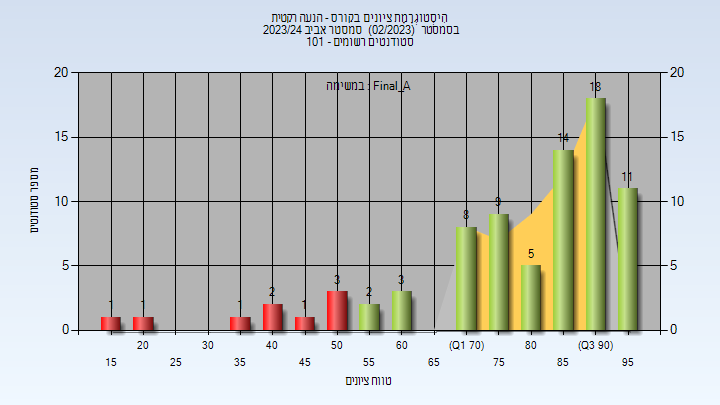 היסטוגרמת ציונים בקורס - הנעה רקטית
בסמסטר (02/2023) סמסטר אביב 2023/24
סטודנטים רשומים - 101
במשימה : Final_A
מספר סטודנטים
20 20
15 15
10 10
5 5
0 0
1 1 1 2 1 3 2 3 8 9 5 14 18 11
20 30 40 50 60 (Q1 70) 80 (Q3 90)
15 25 35 45 55 65 75 85 95
טווח ציונים